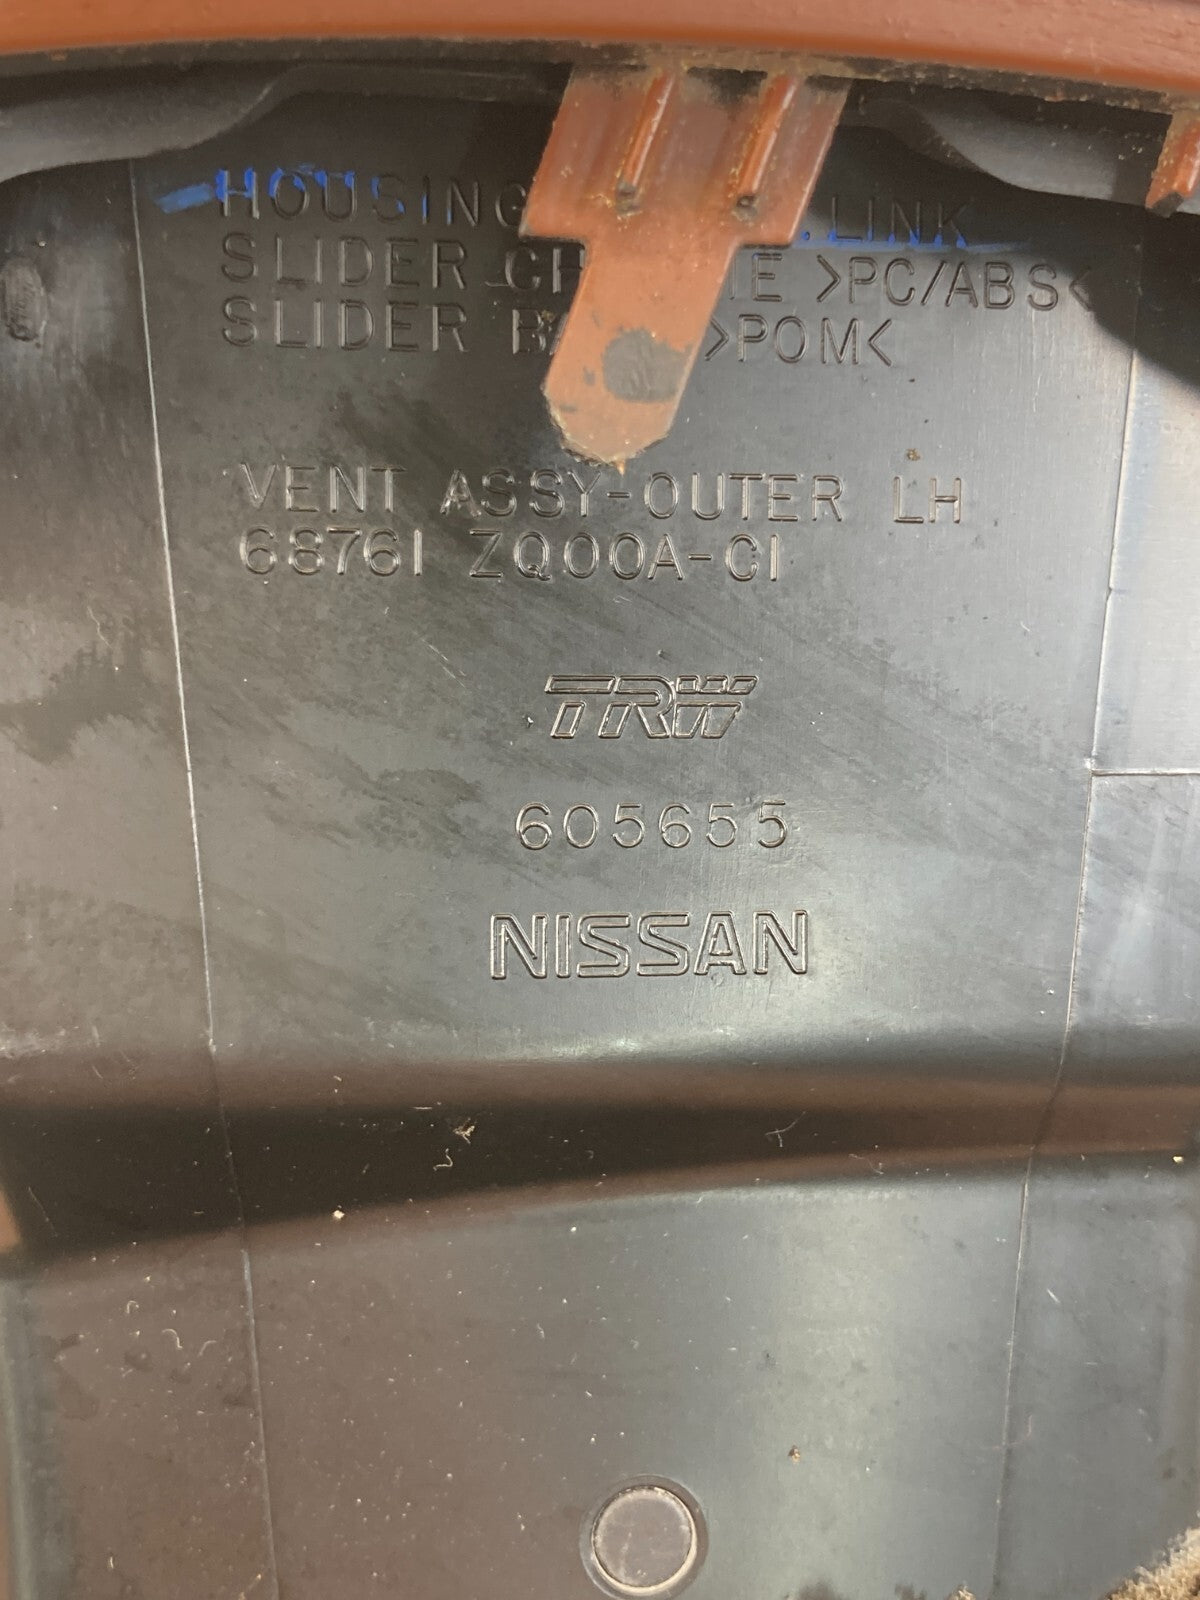 HOUSING LINK
SLIDER >PC/ABS<
SLIDER >POM<
VENT ASSY-OUTER LH
68761 ZQ00A-C1
TRW
605655
NISSAN